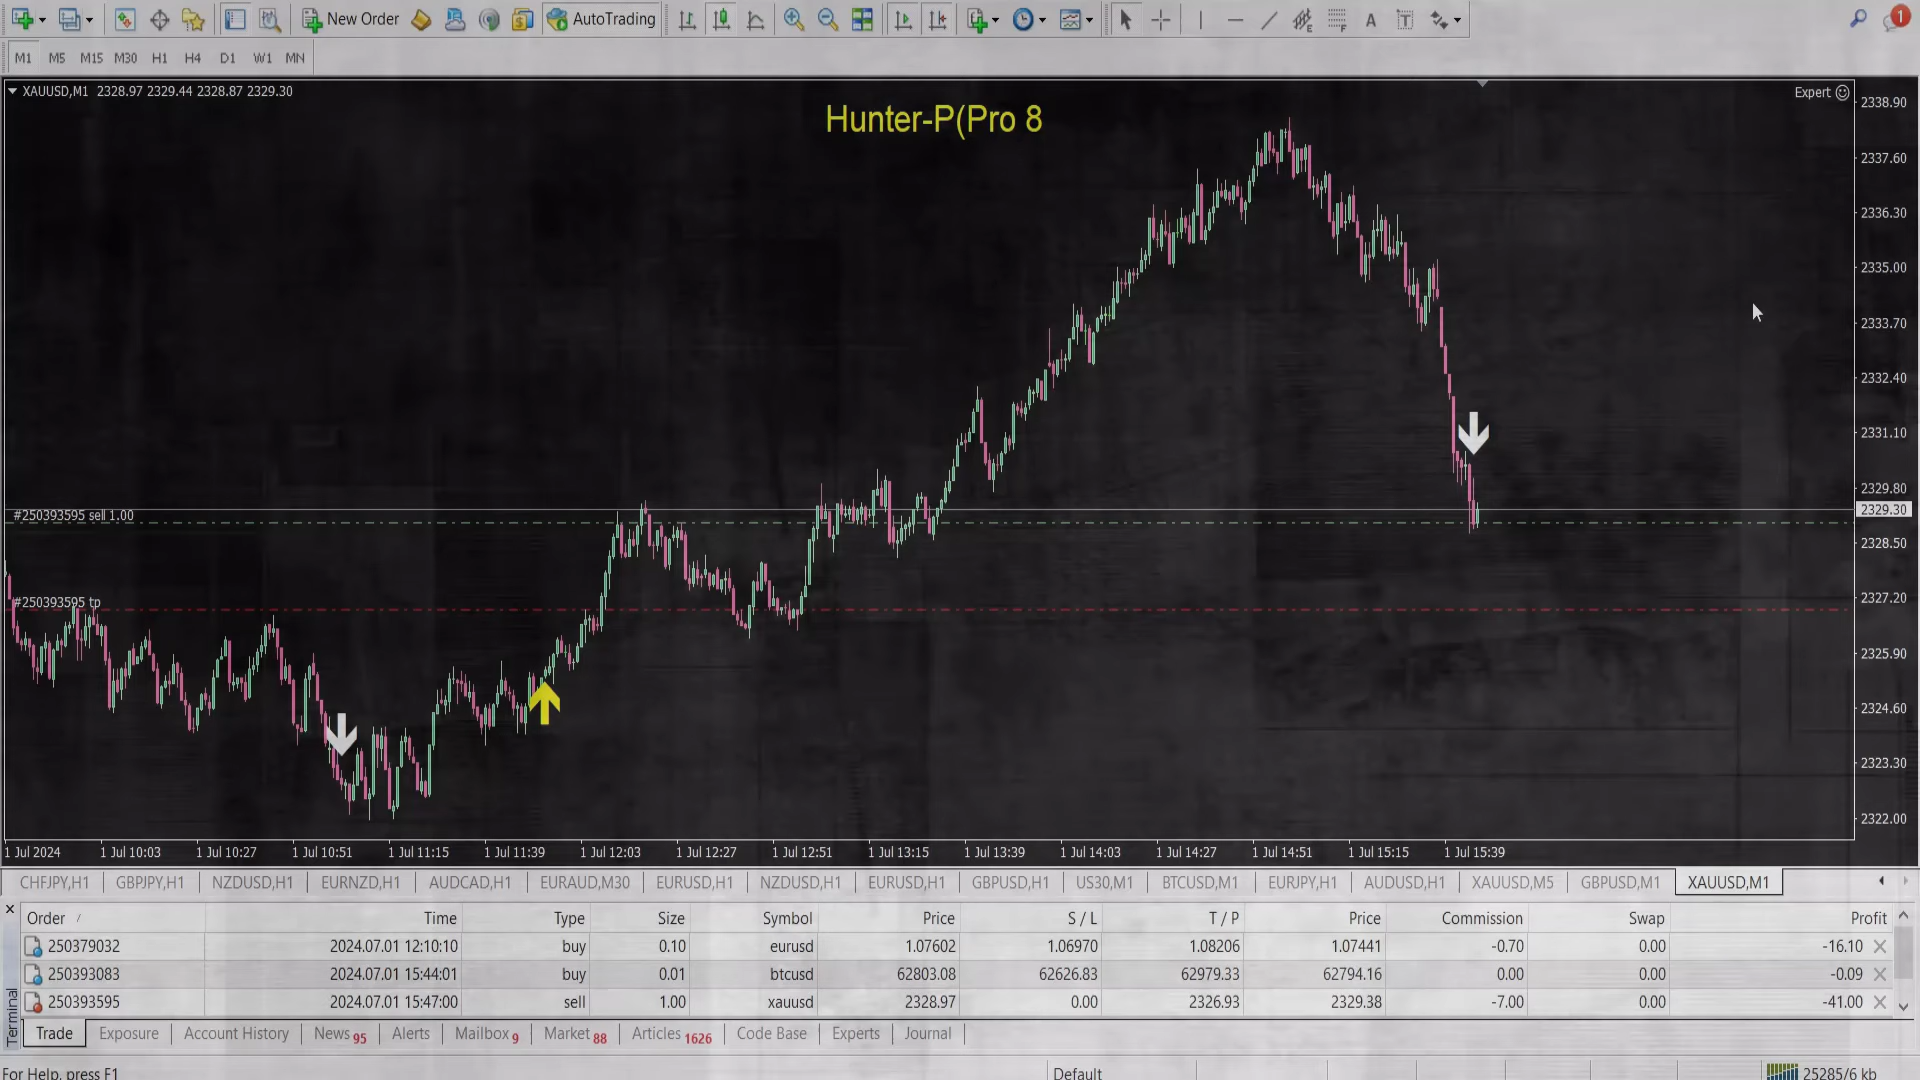 New Order AutoTrading 1
M1 M5 M15 M30 H1 H4 D1 W1 MN
XAUUSD,M1 2328.97 2329.44 2328.87 2329.30
Hunter-P(Pro 8
Expert
2338.90
2337.60
2336.30
2335.00
2333.70
2332.40
2331.10
2329.80
2329.30
2328.50
2327.20
2325.90
2324.60
2323.30
2322.00
#250393595 sell 1.00
#250393595 tp
1 Jul 2024 1 Jul 10:03 1 Jul 10:27 1 Jul 10:51 1 Jul 11:15 1 Jul 11:39 1 Jul 12:03 1 Jul 12:27 1 Jul 12:51 1 Jul 13:15 1 Jul 13:39 1 Jul 14:03 1 Jul 14:27 1 Jul 14:51 1 Jul 15:15 1 Jul 15:39
CHFJPY,H1 GBPJPY,H1 NZDUSD,H1 EURNZD,H1 AUDCAD,H1 EURAUD,M30 EURUSD,H1 NZDUSD,H1 EURUSD,H1 GBPUSD,H1 US30,M1 BTCUSD,M1 EURJPY,H1 AUDUSD,H1 XAUUSD,M5 GBPUSD,M1 XAUUSD,M1
Order / Time Type Size Symbol Price S / L T / P Price Commission Swap Profit
250379032 2024.07.01 12:10:10 buy 0.10 eurusd 1.07602 1.06970 1.08206 1.07441 -0.70 0.00 -16.10
250393083 2024.07.01 15:44:01 buy 0.01 btcusd 62803.08 62626.83 62979.33 62794.16 0.00 0.00 -0.09
250393595 2024.07.01 15:47:00 sell 1.00 xauusd 2328.97 0.00 2326.93 2329.38 -7.00 0.00 -41.00
Terminal
Trade Exposure Account History News 95 Alerts Mailbox 9 Market 88 Articles 1626 Code Base Experts Journal
For Help, press F1 Default 25285/6 kb